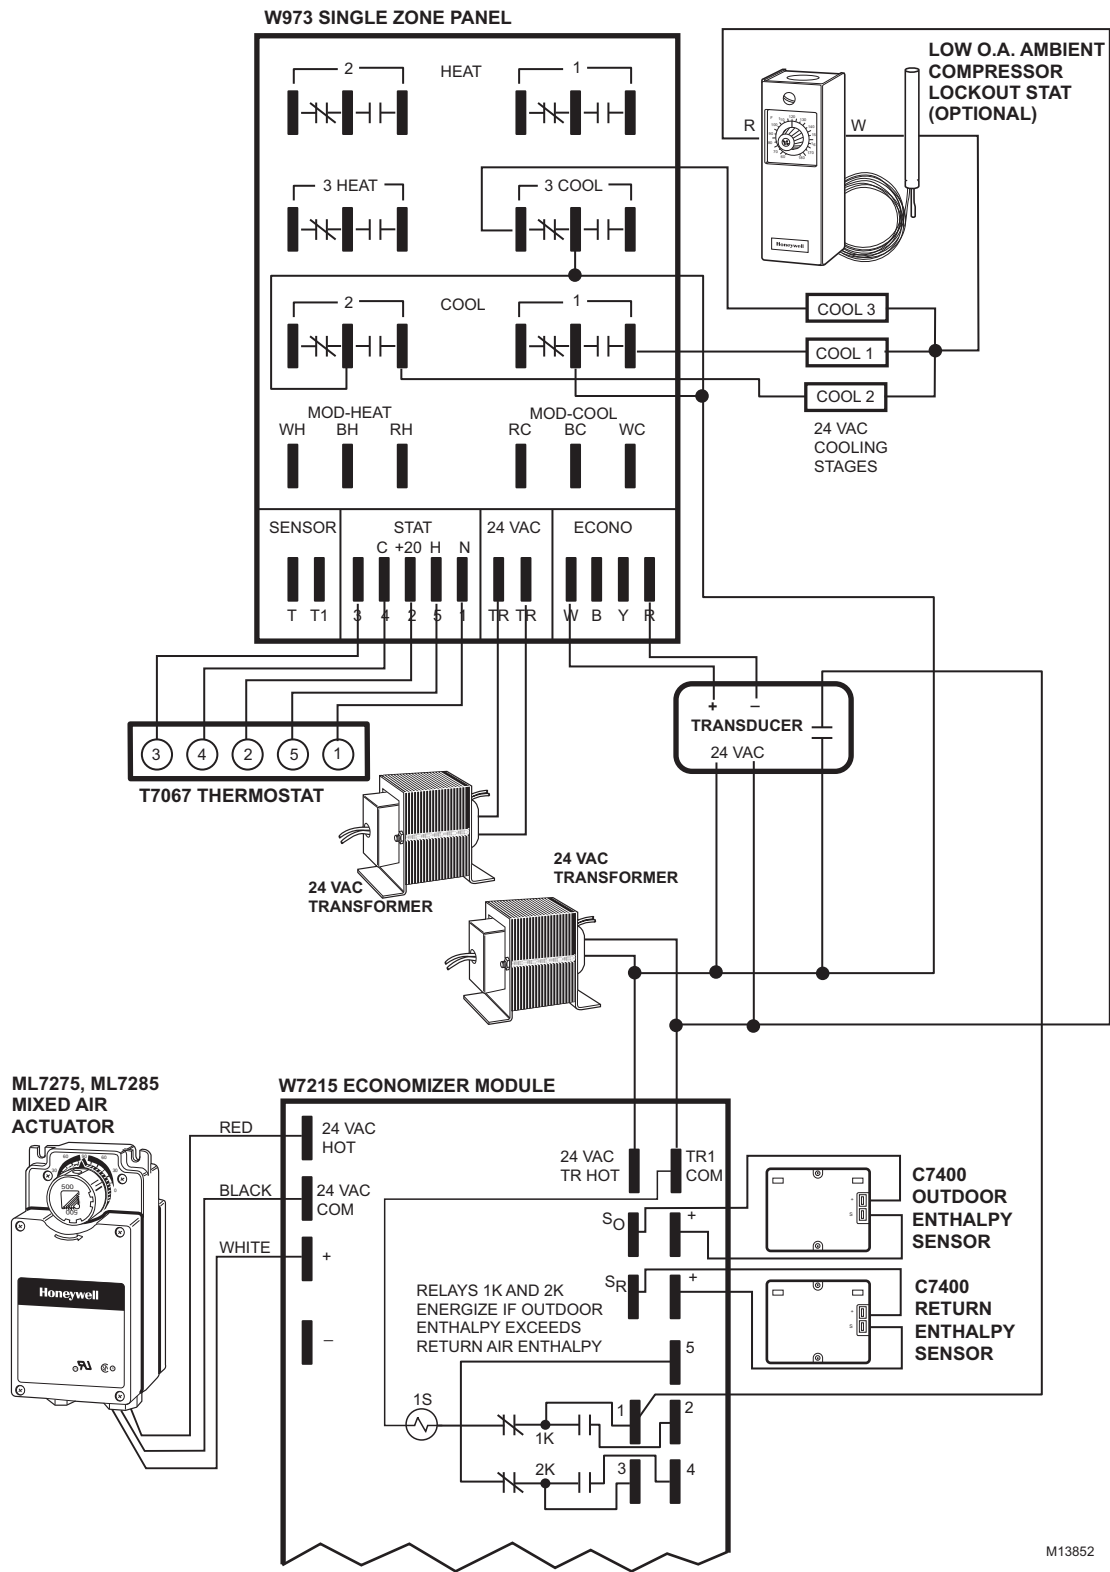 W973 SINGLE ZONE PANEL
2
HEAT
1
3 HEAT
3 COOL
2
COOL
1
MOD-HEAT
WH BH RH
MOD-COOL
RC BC WC
SENSOR
STAT
24 VAC
ECONO
C +20 H N
T T1
3 4 2 5 1
TR TR
W B Y R
LOW O.A. AMBIENT
COMPRESSOR
LOCKOUT STAT
(OPTIONAL)
R
W
Honeywell
COOL 3
COOL 1
COOL 2
24 VAC
COOLING
STAGES
3 4 2 5 1
T7067 THERMOSTAT
+ –
TRANSDUCER
24 VAC
24 VAC
TRANSFORMER
24 VAC
TRANSFORMER
ML7275, ML7285
MIXED AIR
ACTUATOR
Honeywell
500
RED
BLACK
WHITE
W7215 ECONOMIZER MODULE
24 VAC
HOT
24 VAC
COM
+
–
24 VAC
TR HOT
TR1
COM
SO
+
SR
+
RELAYS 1K AND 2K
ENERGIZE IF OUTDOOR
ENTHALPY EXCEEDS
RETURN AIR ENTHALPY
5
1S
1K
1
2
2K
3
4
C7400
OUTDOOR
ENTHALPY
SENSOR
+
S
C7400
RETURN
ENTHALPY
SENSOR
+
S
M13852